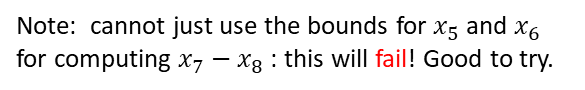 Note: cannot just use the bounds for x₅ and x₆
for computing x₇ − x₈ : this will fail! Good to try.